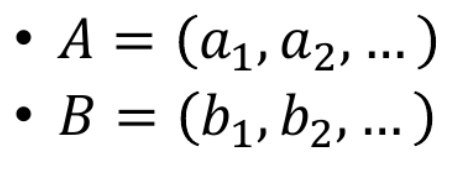 • A = (a₁, a₂, … )
• B = (b₁, b₂, … )